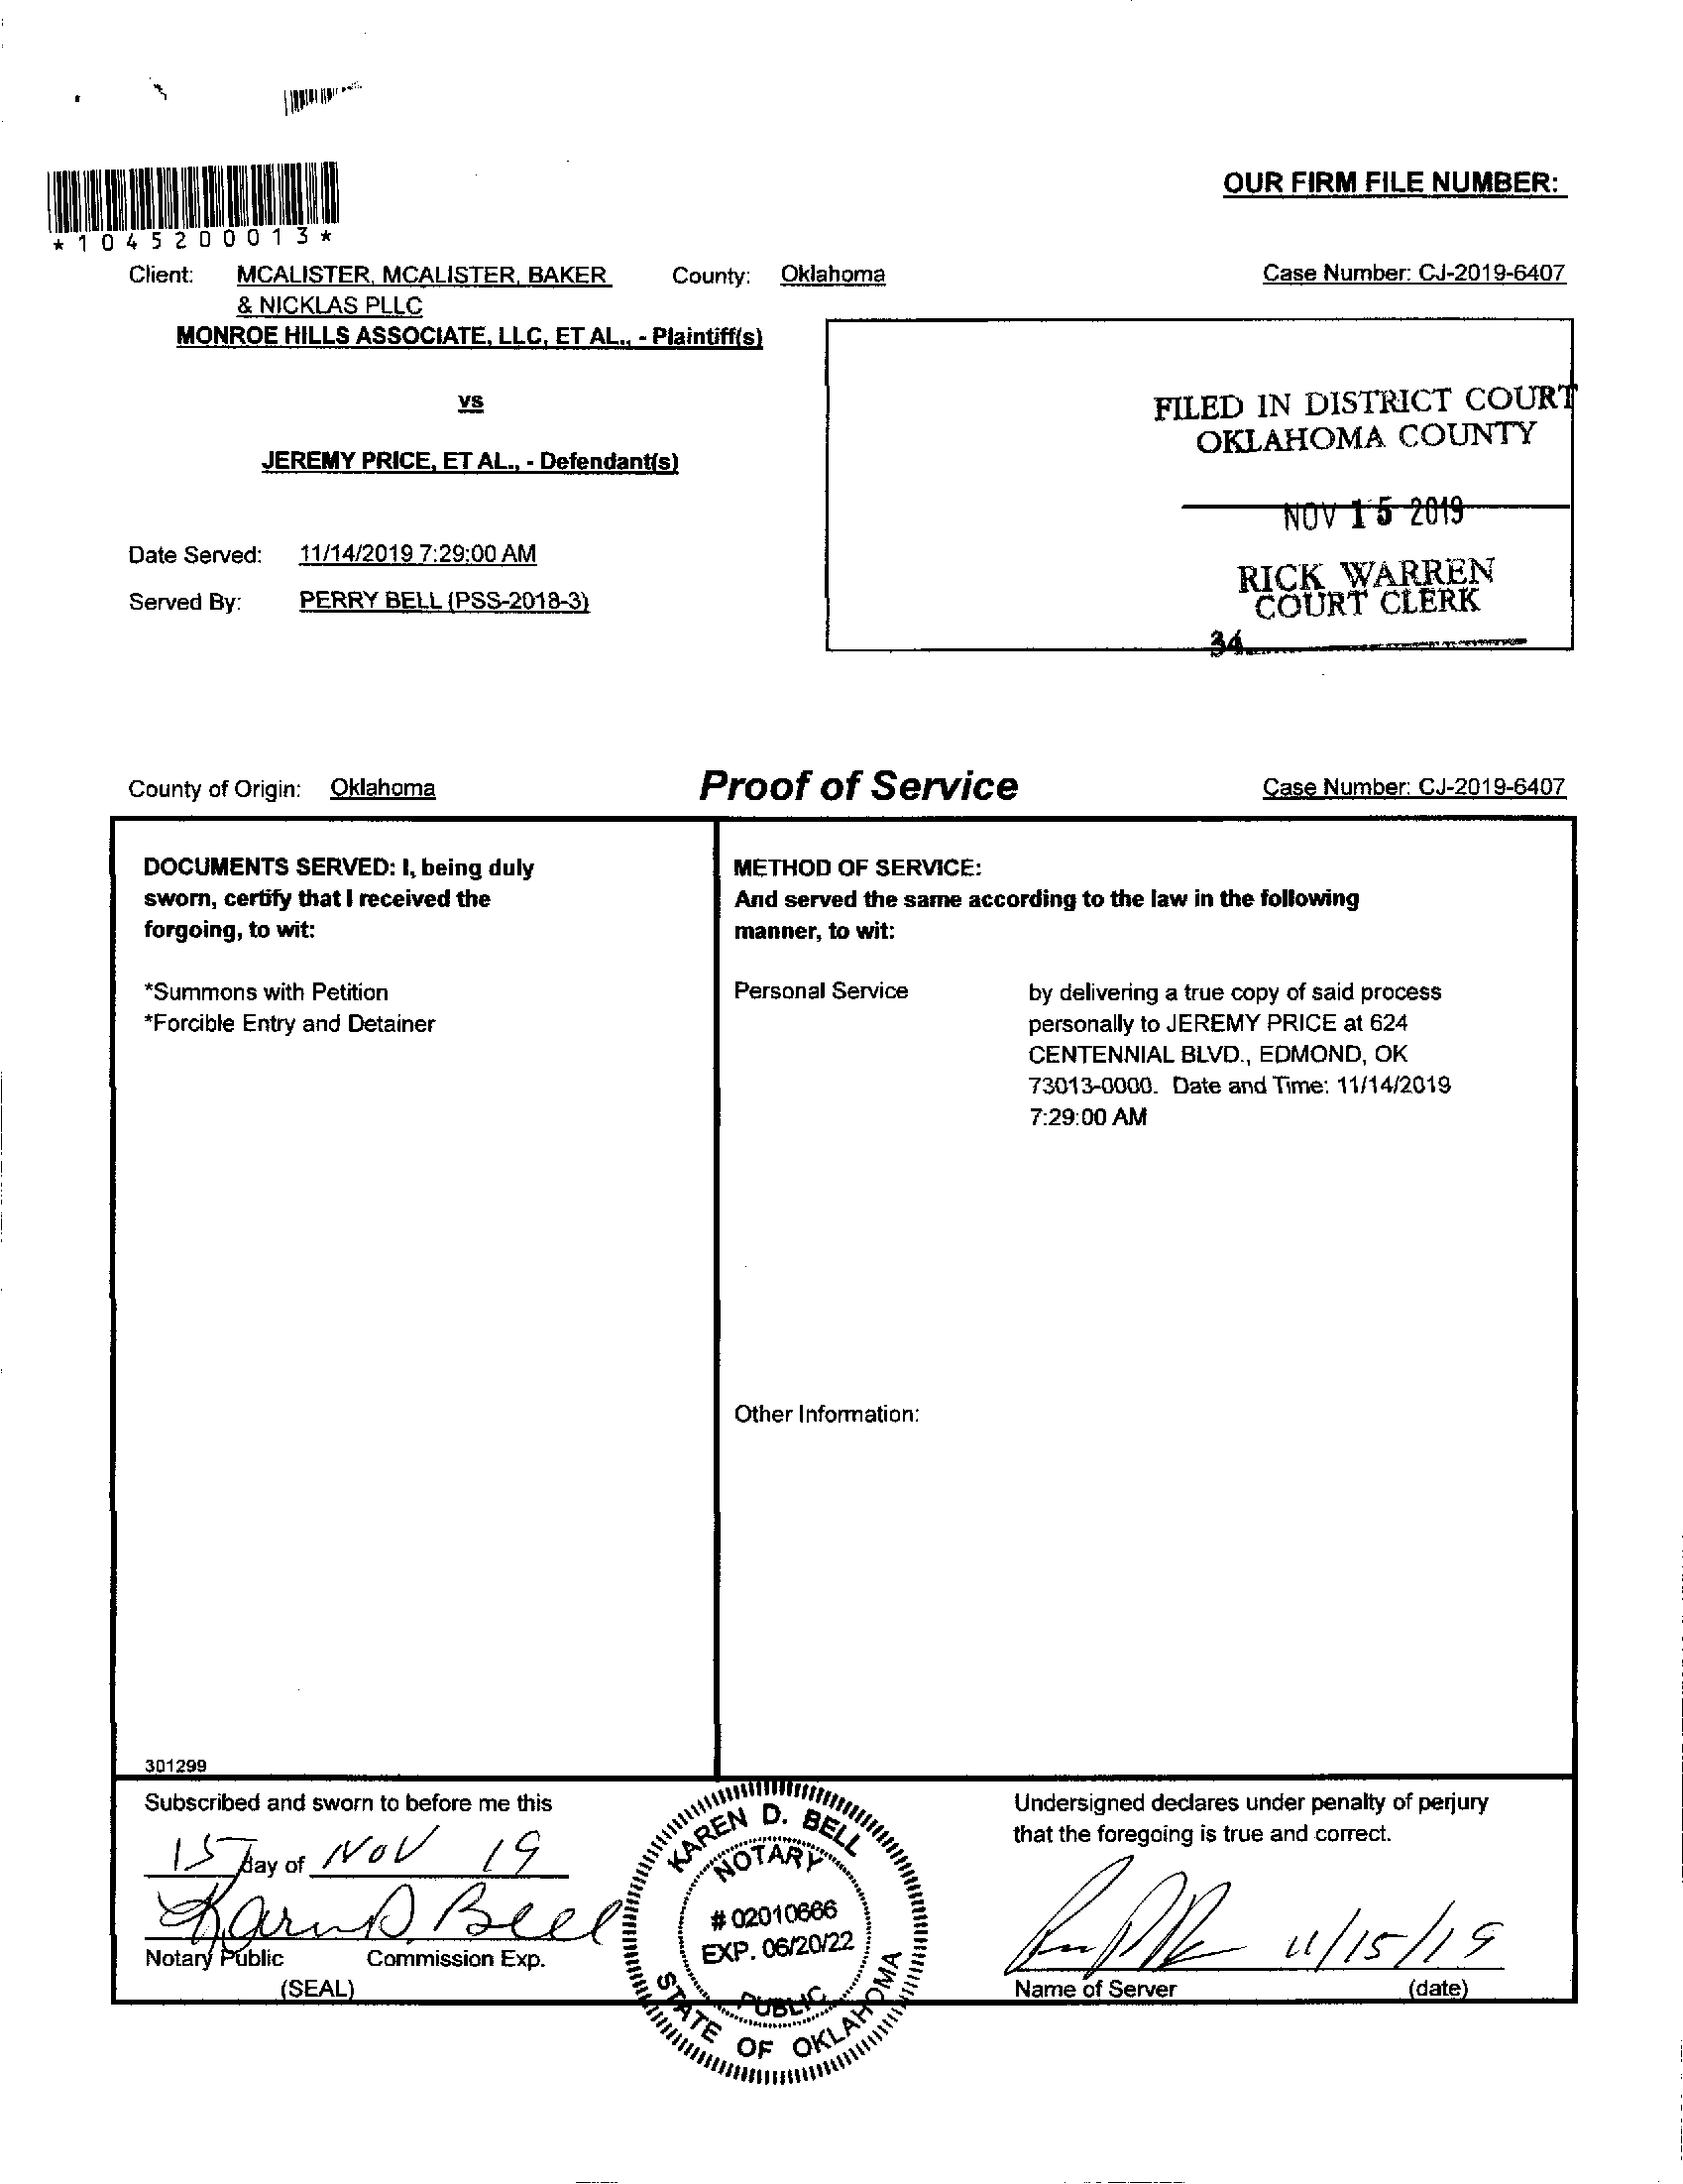 *1045200013*
OUR FIRM FILE NUMBER:
Client: MCALISTER, MCALISTER, BAKER County: Oklahoma Case Number: CJ-2019-6407
& NICKLAS PLLC
MONROE HILLS ASSOCIATE, LLC, ET AL., - Plaintiff(s)
vs
JEREMY PRICE, ET AL., - Defendant(s)
Date Served: 11/14/2019 7:29:00 AM
Served By: PERRY BELL (PSS-2018-3)
FILED IN DISTRICT COURT
OKLAHOMA COUNTY
NOV 15 2019
RICK WARREN
COURT CLERK
34
County of Origin: Oklahoma Proof of Service Case Number: CJ-2019-6407
DOCUMENTS SERVED: I, being duly
sworn, certify that I received the
forgoing, to wit:
*Summons with Petition
*Forcible Entry and Detainer
METHOD OF SERVICE:
And served the same according to the law in the following
manner, to wit:
Personal Service by delivering a true copy of said process
personally to JEREMY PRICE at 624
CENTENNIAL BLVD., EDMOND, OK
73013-0000. Date and Time: 11/14/2019
7:29:00 AM
Other Information:
301299
Subscribed and sworn to before me this
15 day of Nov 19
Karen D. Bell
Notary Public Commission Exp.
(SEAL)
KAREN D. BELL
NOTARY
# 02010666
EXP. 06/20/22
PUBLIC
STATE OF OKLAHOMA
Undersigned declares under penalty of perjury
that the foregoing is true and correct.
11/15/19
Name of Server (date)